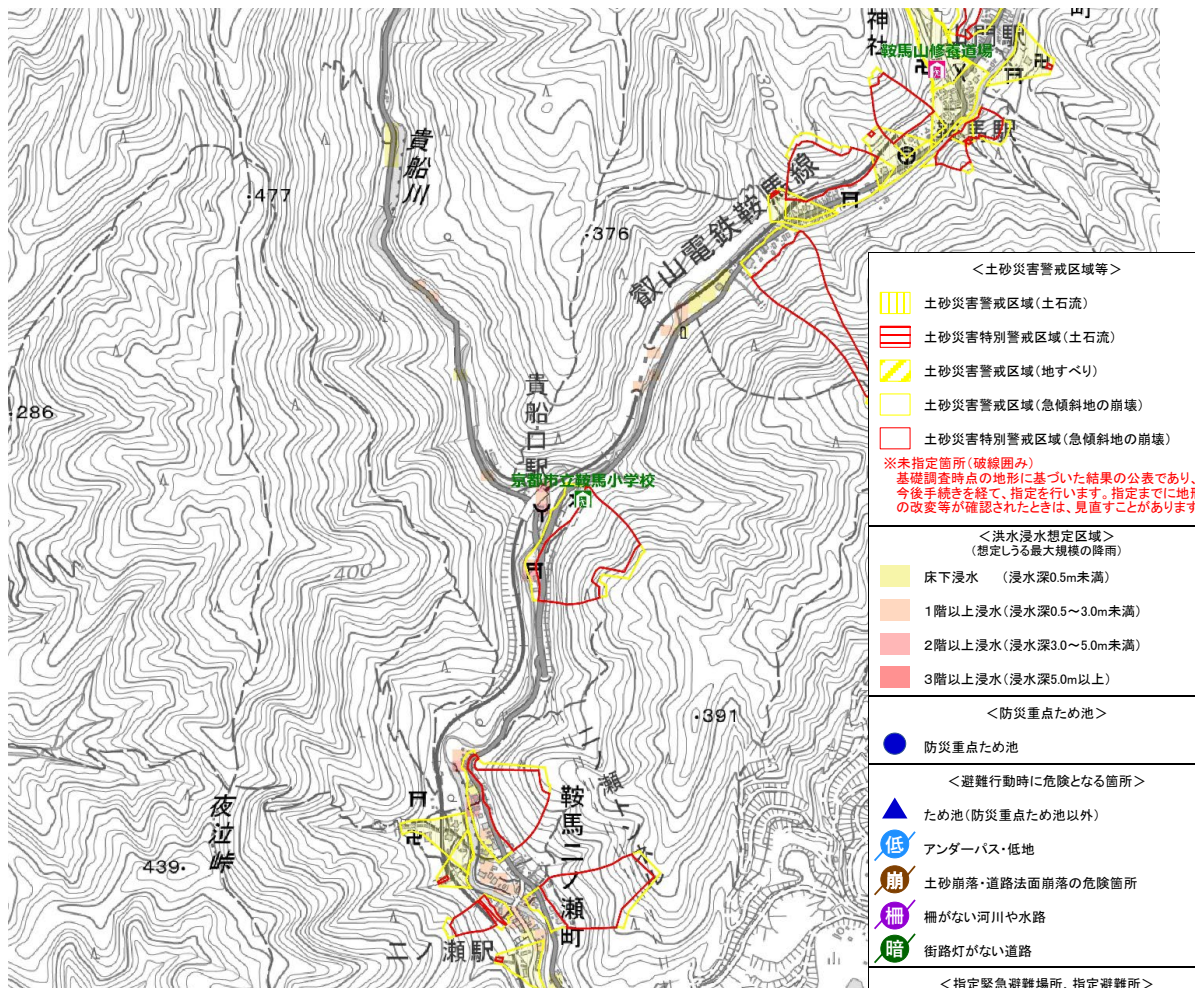 神社
町
鞍馬山修養道場
300
鞍馬駅
貴船川
477
376
叡山電鉄鞍馬線
286
貴船口駅
京都市立鞍馬小学校
400
391
二ノ瀬トンネル
鞍馬二ノ瀬町
夜泣峠
439
二ノ瀬駅
<土砂災害警戒区域等>
土砂災害警戒区域(土石流)
土砂災害特別警戒区域(土石流)
土砂災害警戒区域(地すべり)
土砂災害警戒区域(急傾斜地の崩壊)
土砂災害特別警戒区域(急傾斜地の崩壊)
※未指定箇所(破線囲み)
基礎調査時点の地形に基づいた結果の公表であり、
今後手続きを経て、指定を行います。指定までに地形
の改変等が確認されたときは、見直すことがあります
<洪水浸水想定区域>
(想定しうる最大規模の降雨)
床下浸水 (浸水深0.5m未満)
1階以上浸水(浸水深0.5~3.0m未満)
2階以上浸水(浸水深3.0~5.0m未満)
3階以上浸水(浸水深5.0m以上)
<防災重点ため池>
防災重点ため池
<避難行動時に危険となる箇所>
ため池(防災重点ため池以外)
低 アンダーパス・低地
崩 土砂崩落・道路法面崩落の危険箇所
柵 柵がない河川や水路
暗 街路灯がない道路
<指定緊急避難場所、指定避難所>